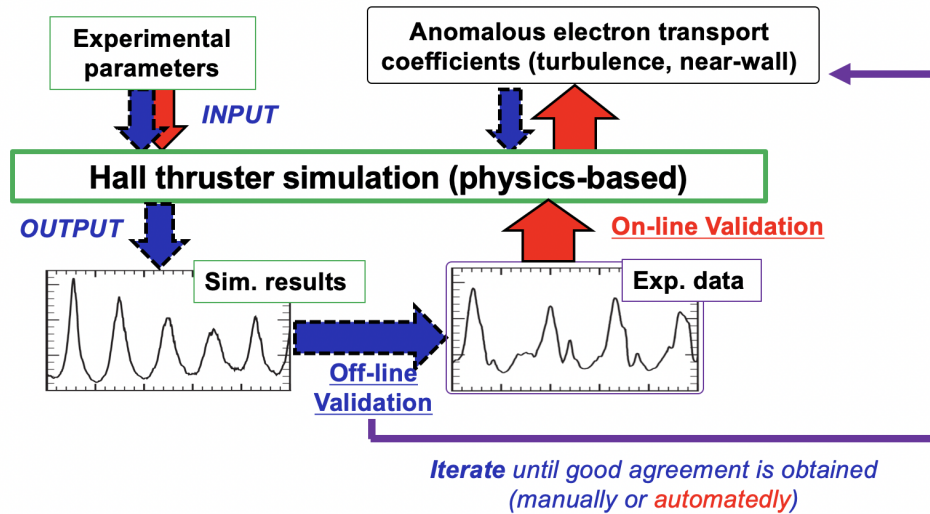 Experimental
parameters
Anomalous electron transport
coefficients (turbulence, near-wall)
INPUT
Hall thruster simulation (physics-based)
OUTPUT
On-line Validation
Sim. results
Exp. data
Off-line
Validation
Iterate until good agreement is obtained
(manually or automatedly)